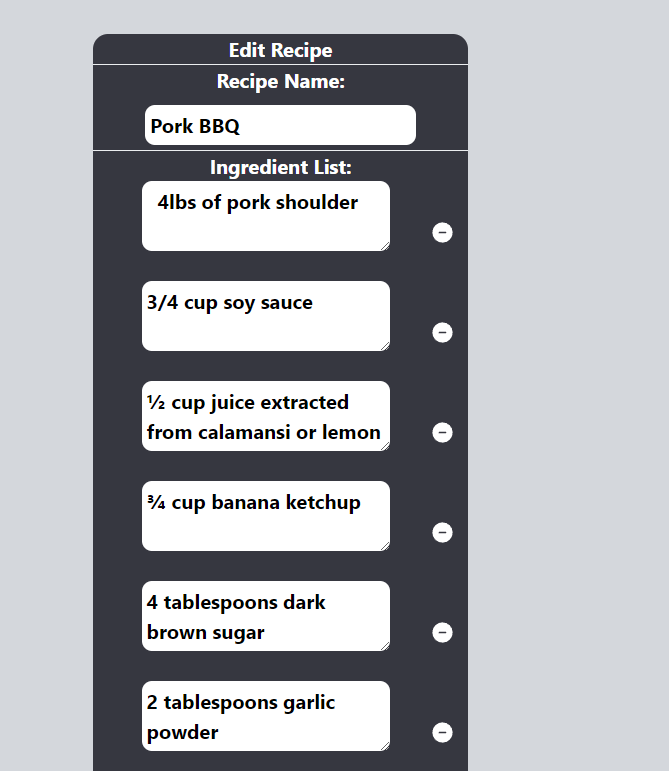 Edit Recipe
Recipe Name:
Pork BBQ
Ingredient List:
4lbs of pork shoulder
3/4 cup soy sauce
½ cup juice extracted
from calamansi or lemon
¾ cup banana ketchup
4 tablespoons dark
brown sugar
2 tablespoons garlic
powder